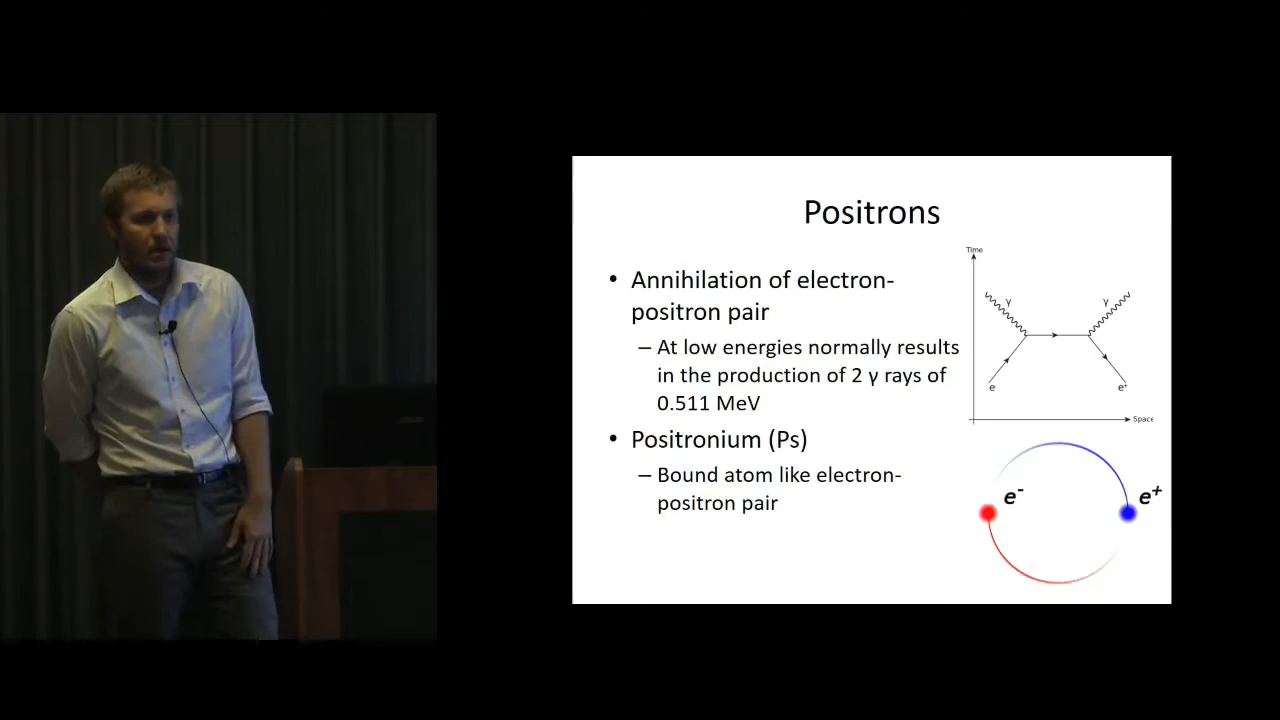 Positrons
• Annihilation of electron-
positron pair
– At low energies normally results
in the production of 2 γ rays of
0.511 MeV
• Positronium (Ps)
– Bound atom like electron-
positron pair
Time
γ
γ
e⁻
e⁺
Space
e⁻
e⁺